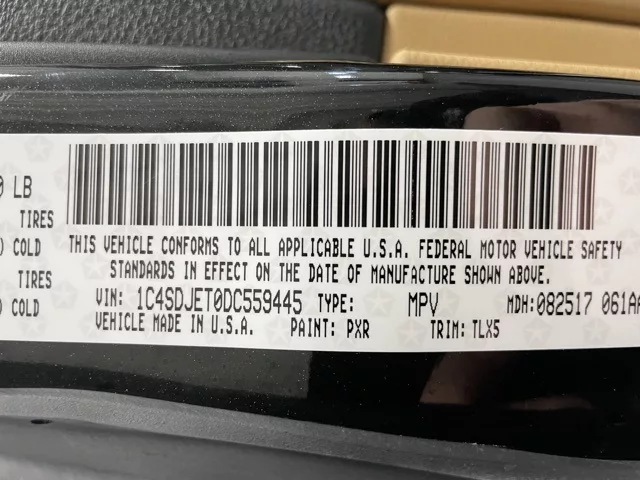 0 LB
TIRES
COLD
TIRES
COLD
THIS VEHICLE CONFORMS TO ALL APPLICABLE U.S.A. FEDERAL MOTOR VEHICLE SAFETY
STANDARDS IN EFFECT ON THE DATE OF MANUFACTURE SHOWN ABOVE.
VIN: 1C4SDJET0DC559445 TYPE: MPV MDH:082517 061AA
VEHICLE MADE IN U.S.A. PAINT: PXR TRIM: TLX5